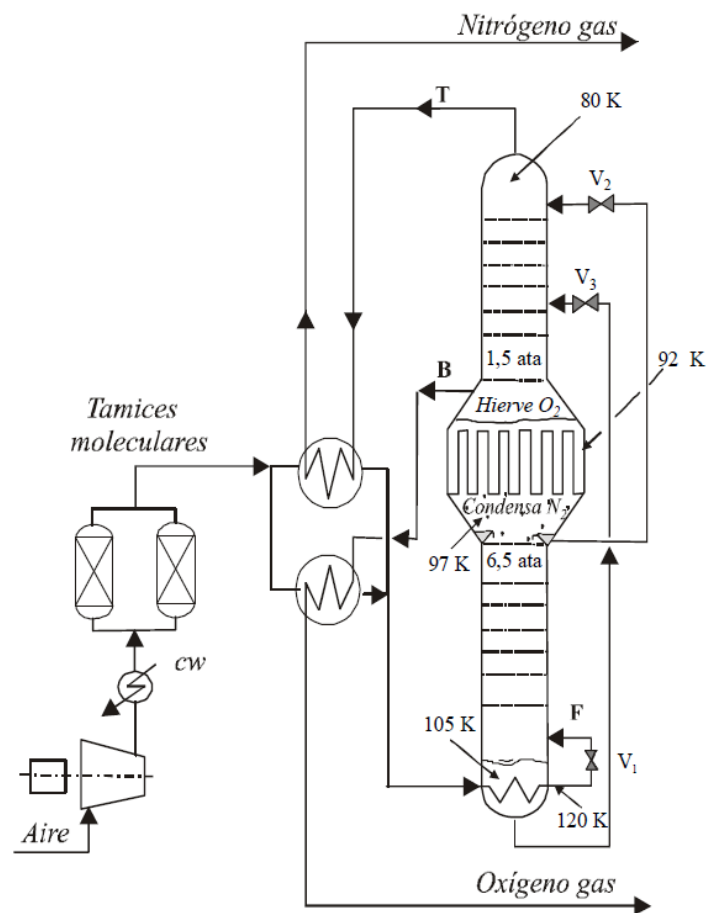 Nitrógeno gas
T
80 K
V2
V3
92 K
1,5 ata
B
Hierve O2
Tamices
moleculares
Condensa N2
97 K
6,5 ata
cw
F
105 K
V1
120 K
Aire
Oxígeno gas